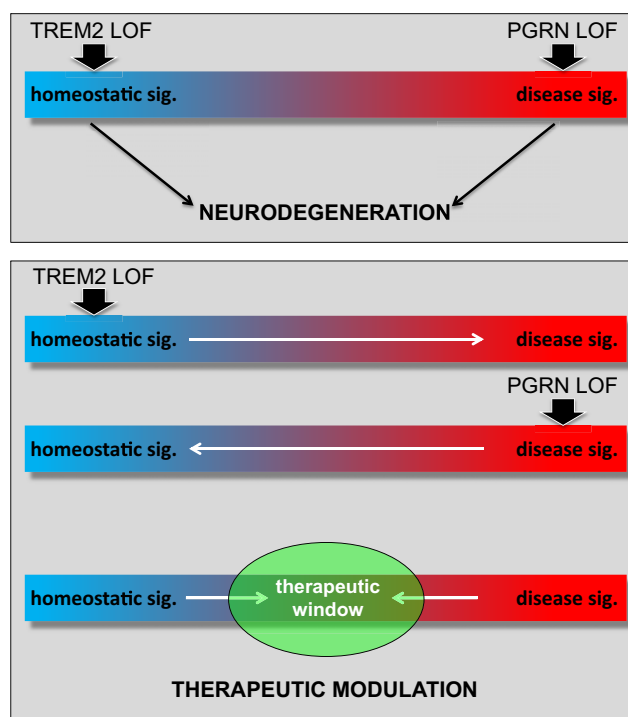 TREM2 LOF PGRN LOF
homeostatic sig. disease sig.
NEURODEGENERATION
TREM2 LOF
homeostatic sig. disease sig.
PGRN LOF
homeostatic sig. disease sig.
therapeutic
homeostatic sig. disease sig.
window
THERAPEUTIC MODULATION